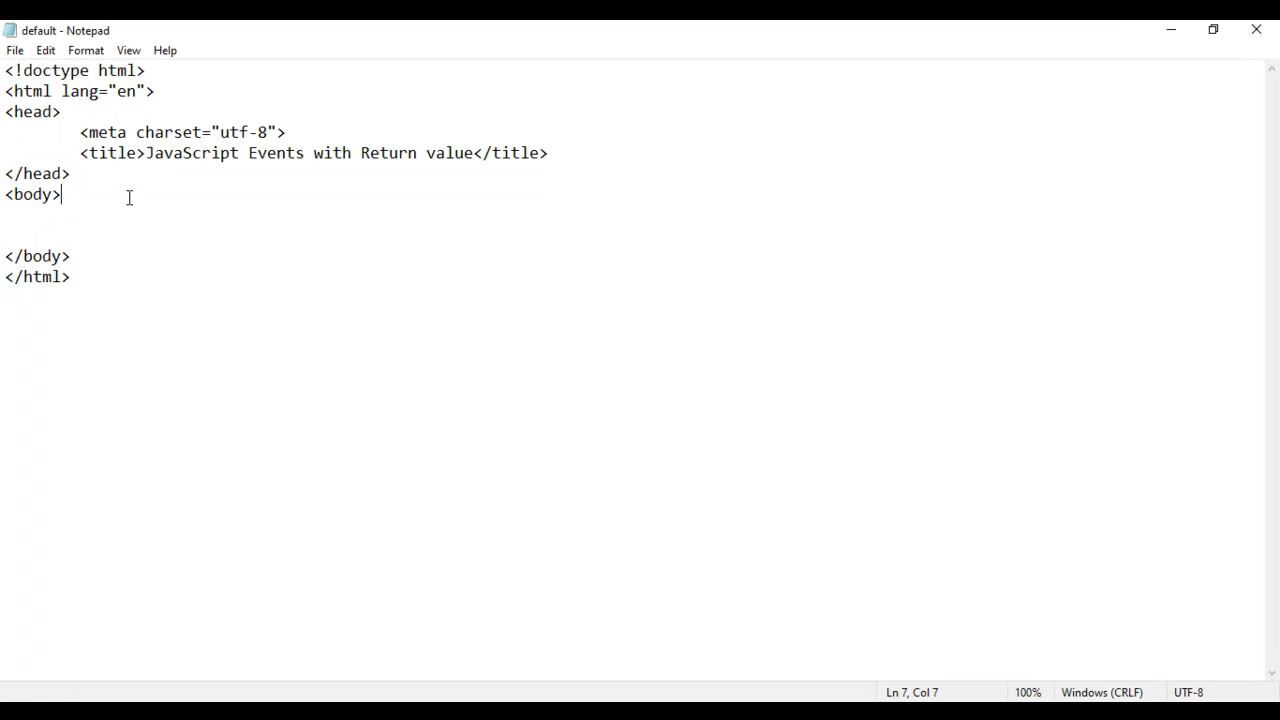 default - Notepad
File Edit Format View Help
<!doctype html>
<html lang="en">
<head>
<meta charset="utf-8">
<title>JavaScript Events with Return value</title>
</head>
<body>
</body>
</html>
Ln 7, Col 7 100% Windows (CRLF) UTF-8